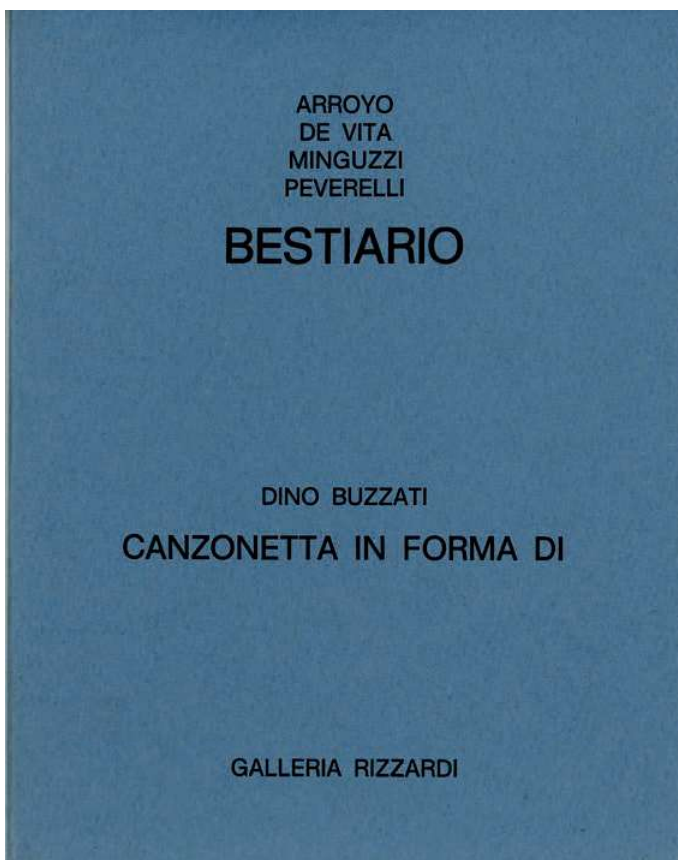 ARROYO
DE VITA
MINGUZZI
PEVERELLI
BESTIARIO
DINO BUZZATI
CANZONETTA IN FORMA DI
GALLERIA RIZZARDI